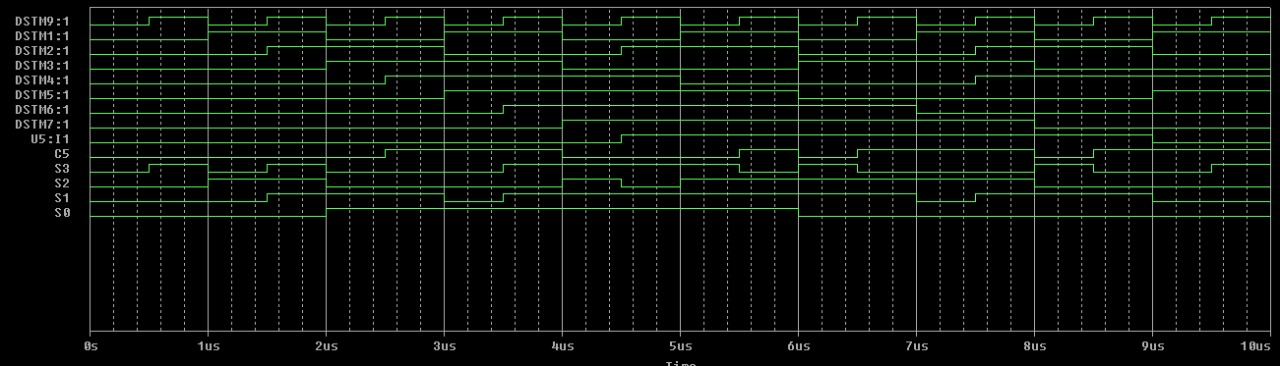 DSTM9:1
DSTM1:1
DSTM2:1
DSTM3:1
DSTM4:1
DSTM5:1
DSTM6:1
DSTM7:1
U5:I1
C5
S3
S2
S1
S0
0s 1us 2us 3us 4us 5us 6us 7us 8us 9us 10us
Time